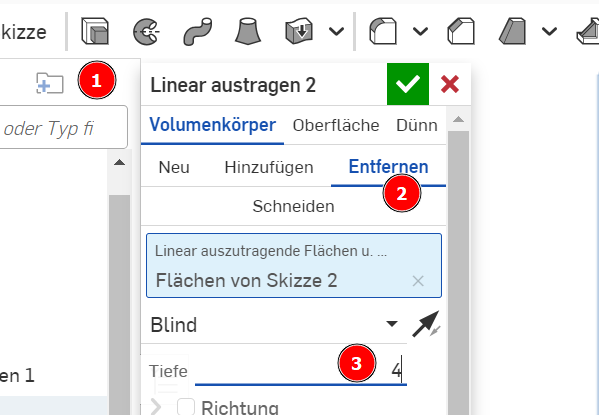 kizze
1
Linear austragen 2
oder Typ fi
Volumenkörper Oberfläche Dünn
Neu Hinzufügen Entfernen
2
Schneiden
Linear auszutragende Flächen u. ...
Flächen von Skizze 2
Blind
Tiefe 3 4
en 1
Richtung